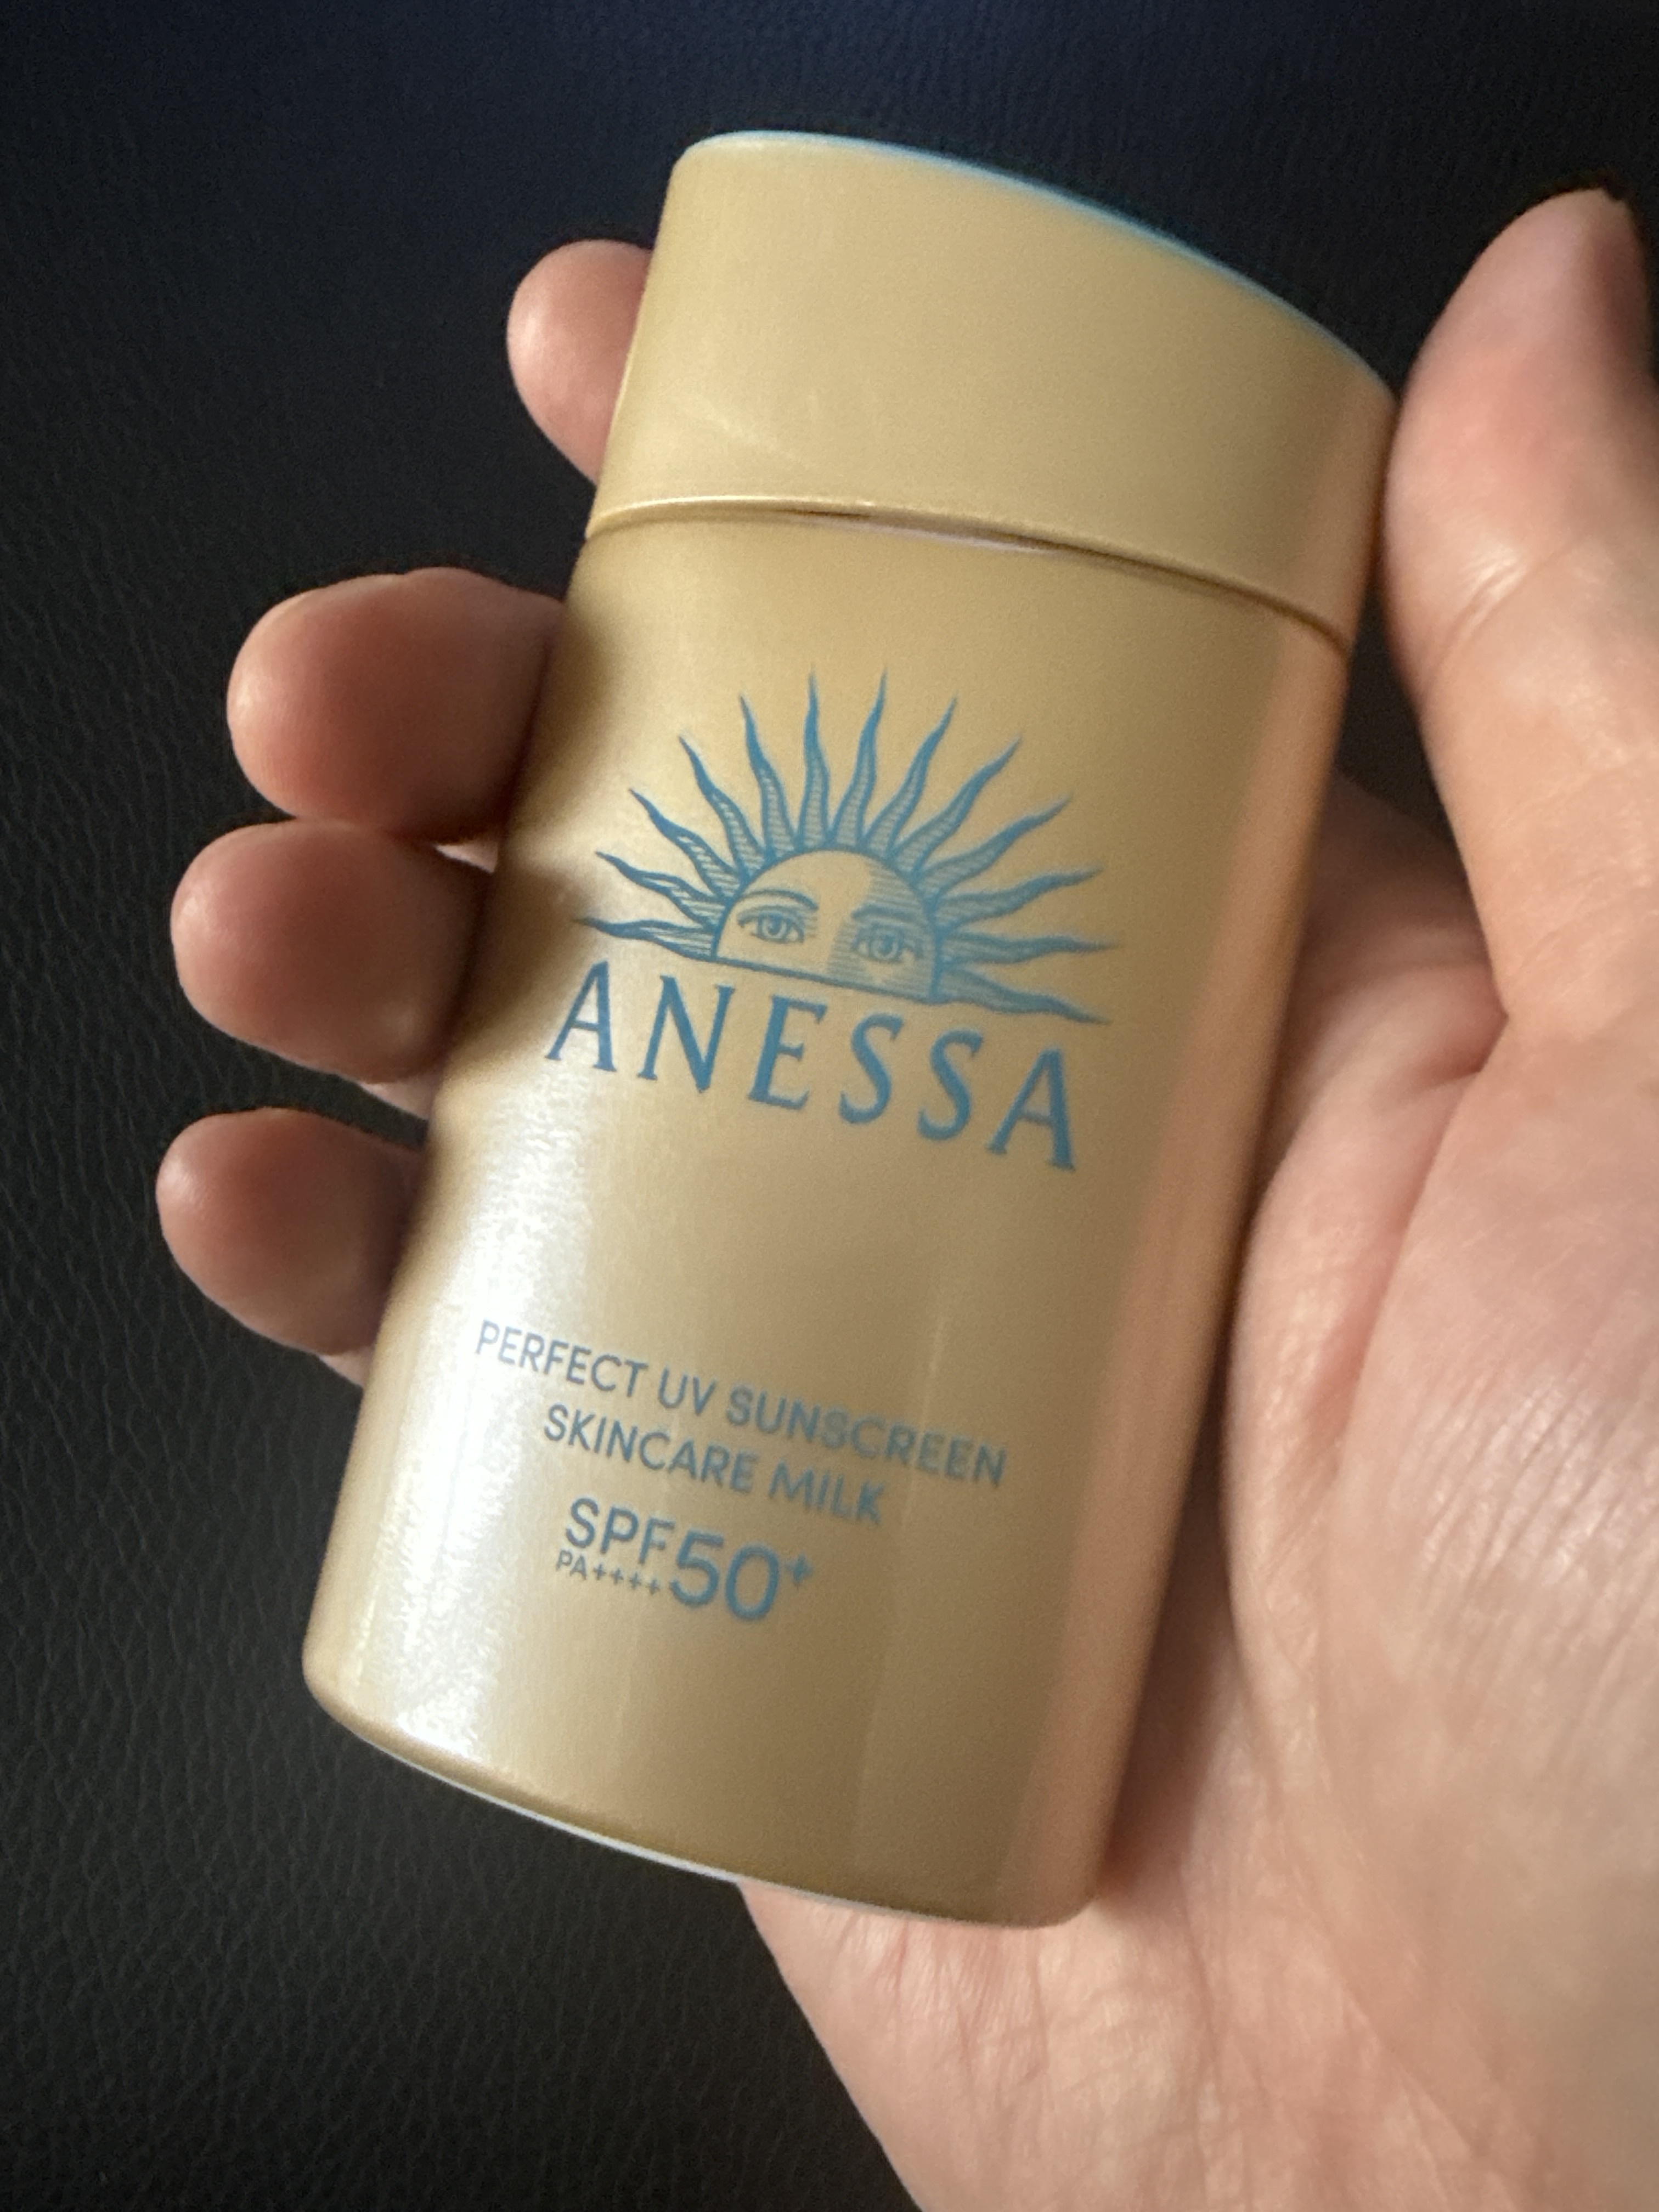 ANESSA
PERFECT UV SUNSCREEN
SKINCARE MILK
SPF50+
PA++++